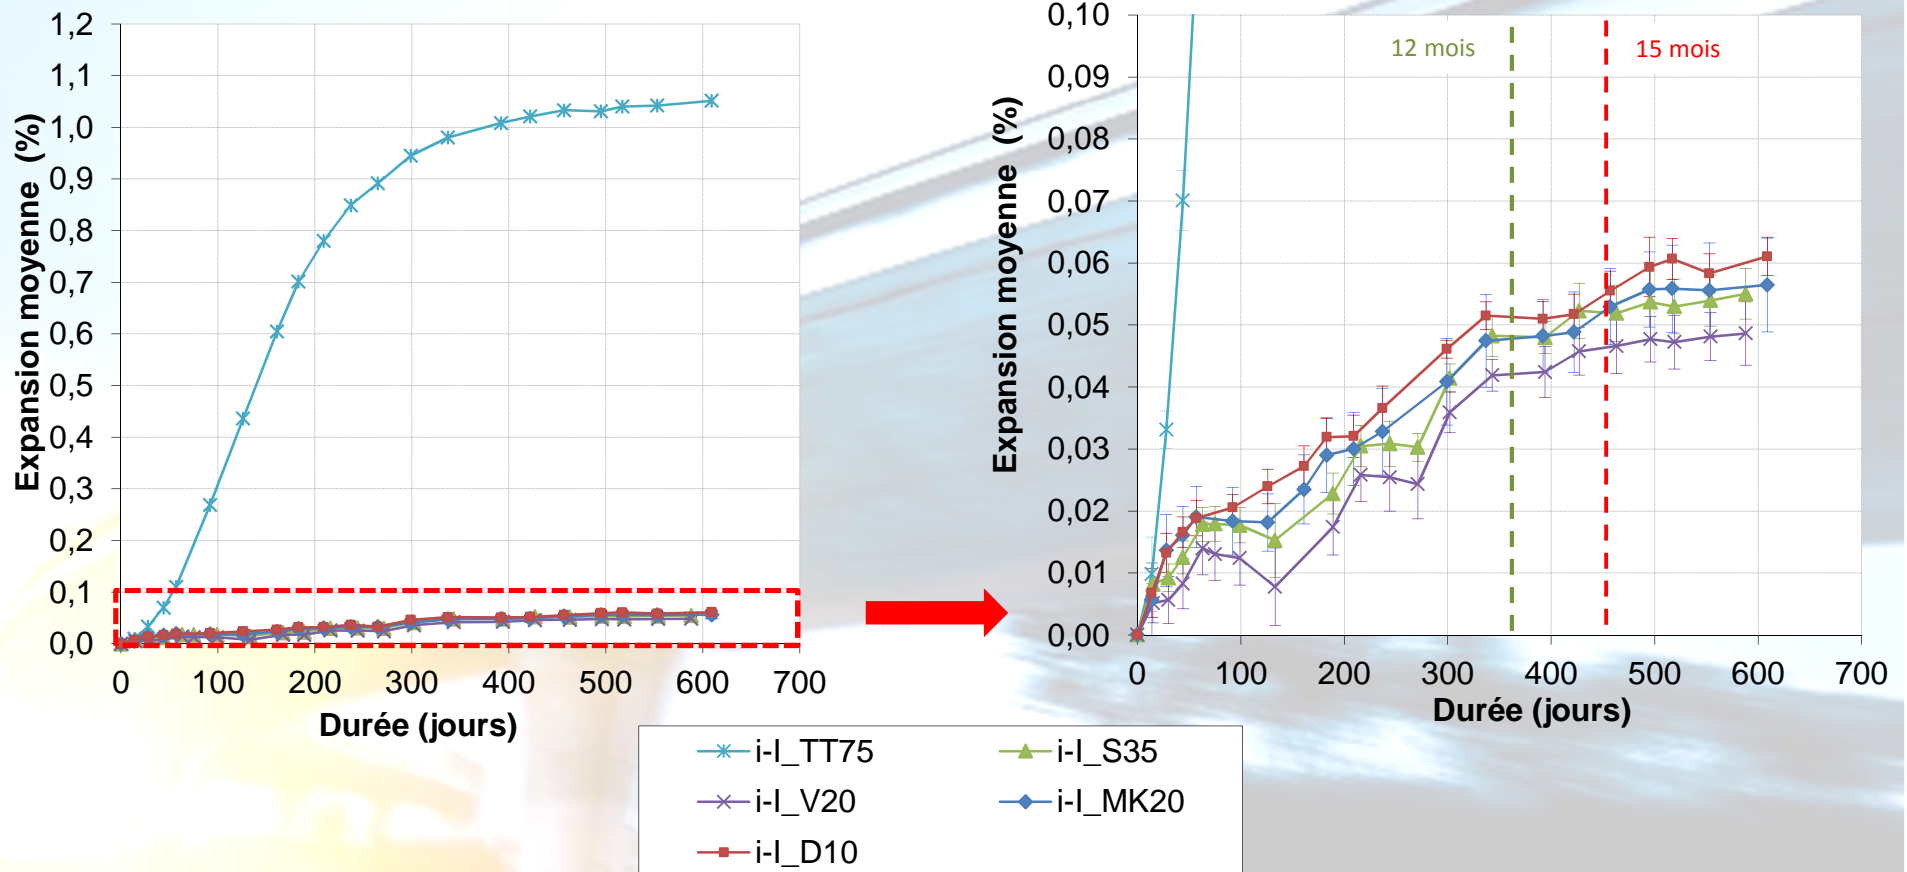 1,2
1,1
1,0
0,9
0,8
0,7
0,6
0,5
0,4
0,3
0,2
0,1
0,0
Expansion moyenne (%)
0 100 200 300 400 500 600 700
Durée (jours)
0,10
0,09
0,08
0,07
0,06
0,05
0,04
0,03
0,02
0,01
0,00
Expansion moyenne (%)
12 mois
15 mois
0 100 200 300 400 500 600 700
Durée (jours)
i-I_TT75 i-I_S35
i-I_V20 i-I_MK20
i-I_D10